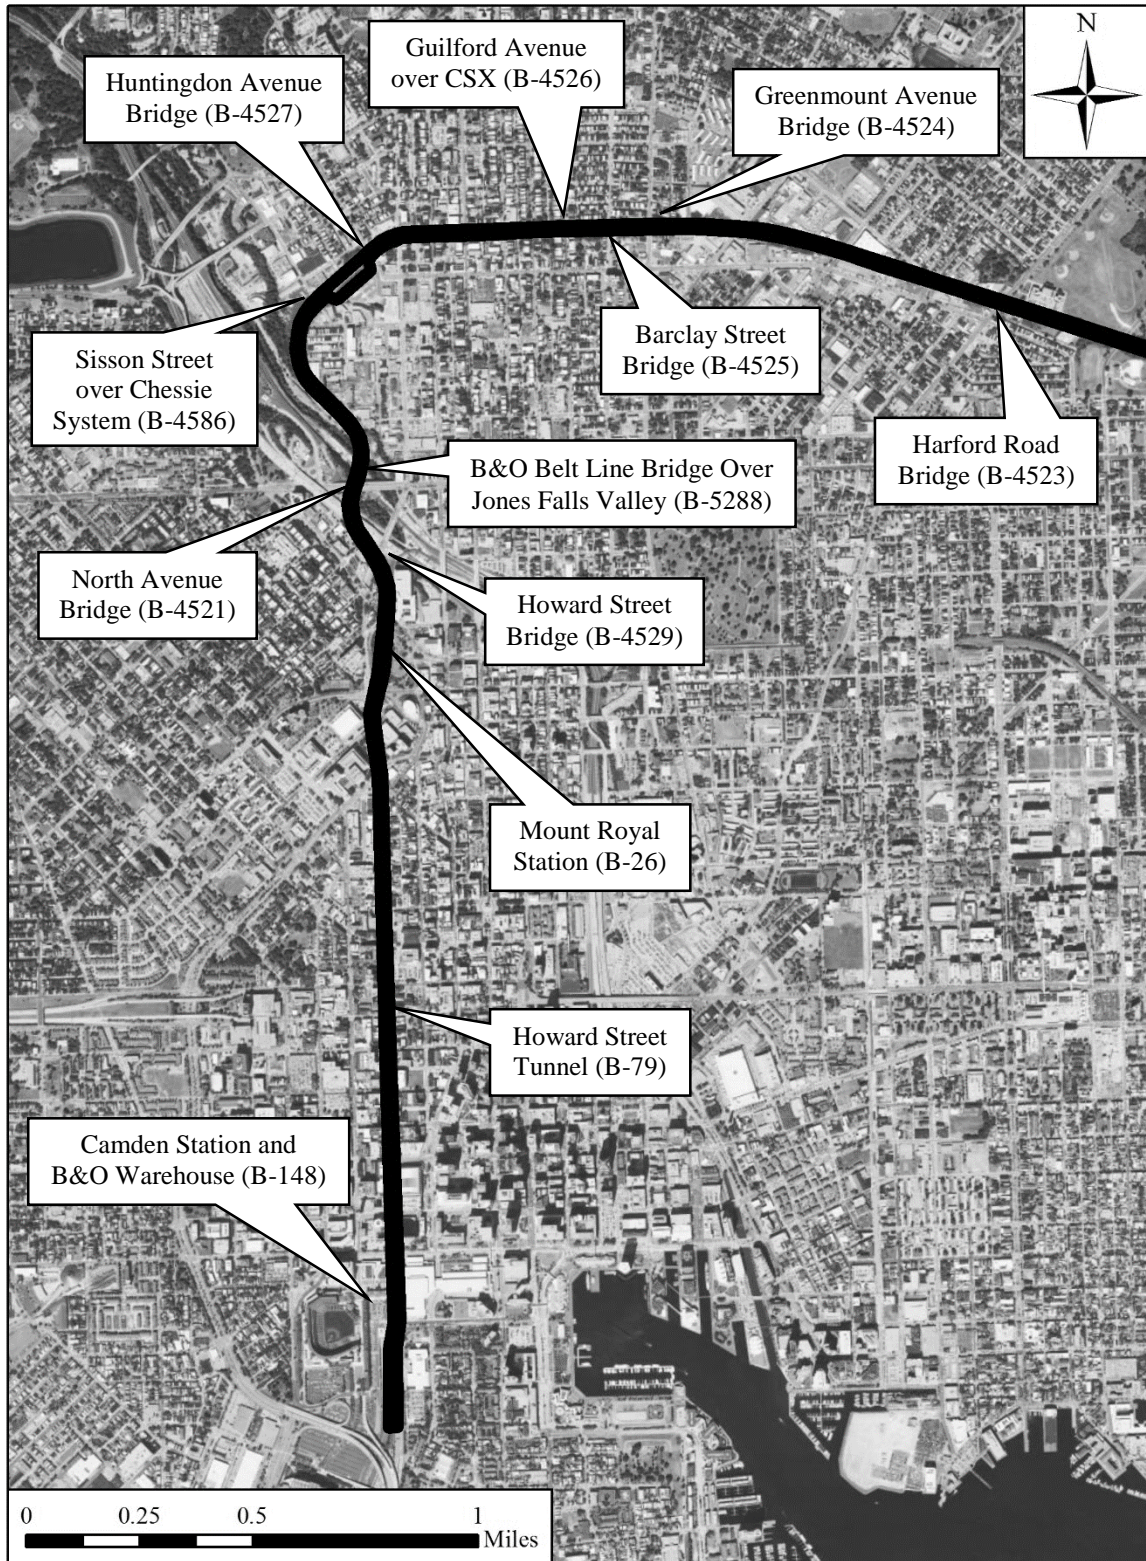 N
Guilford Avenue
over CSX (B-4526)
Huntingdon Avenue
Bridge (B-4527)
Greenmount Avenue
Bridge (B-4524)
Barclay Street
Bridge (B-4525)
Sisson Street
over Chessie
System (B-4586)
Harford Road
Bridge (B-4523)
B&O Belt Line Bridge Over
Jones Falls Valley (B-5288)
North Avenue
Bridge (B-4521)
Howard Street
Bridge (B-4529)
Mount Royal
Station (B-26)
Howard Street
Tunnel (B-79)
Camden Station and
B&O Warehouse (B-148)
0 0.25 0.5 1
Miles